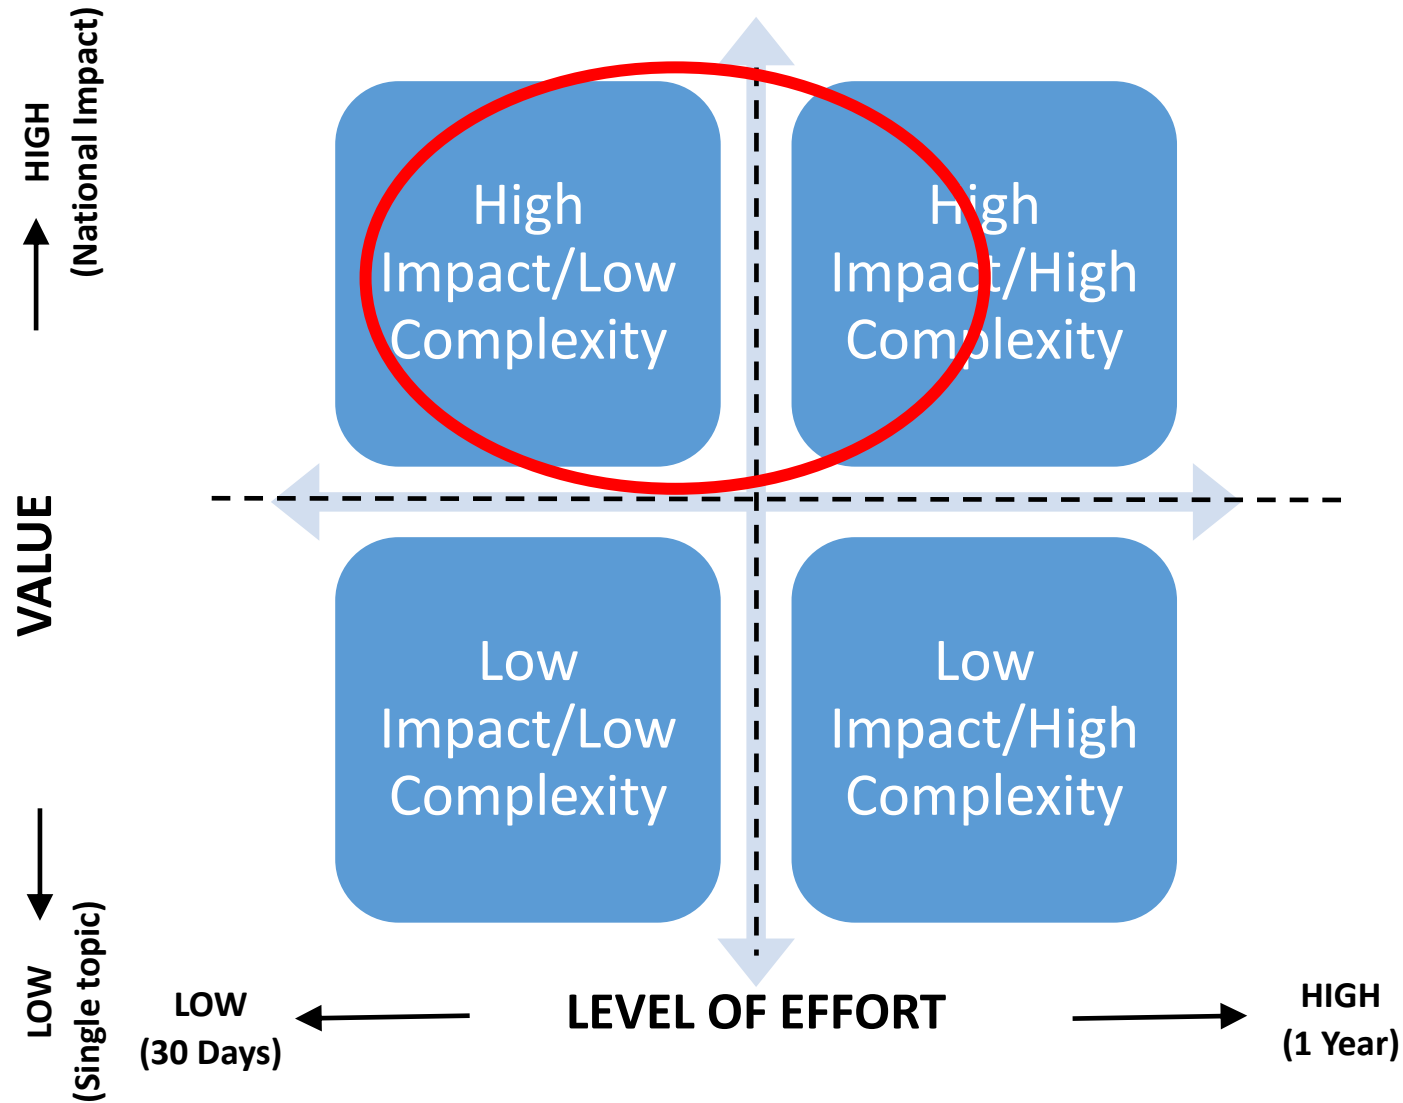 HIGH
(National Impact)
High
Impact/Low
Complexity
High
Impact/High
Complexity
VALUE
Low
Impact/Low
Complexity
Low
Impact/High
Complexity
LOW
(Single topic)
LOW
(30 Days)
LEVEL OF EFFORT
HIGH
(1 Year)